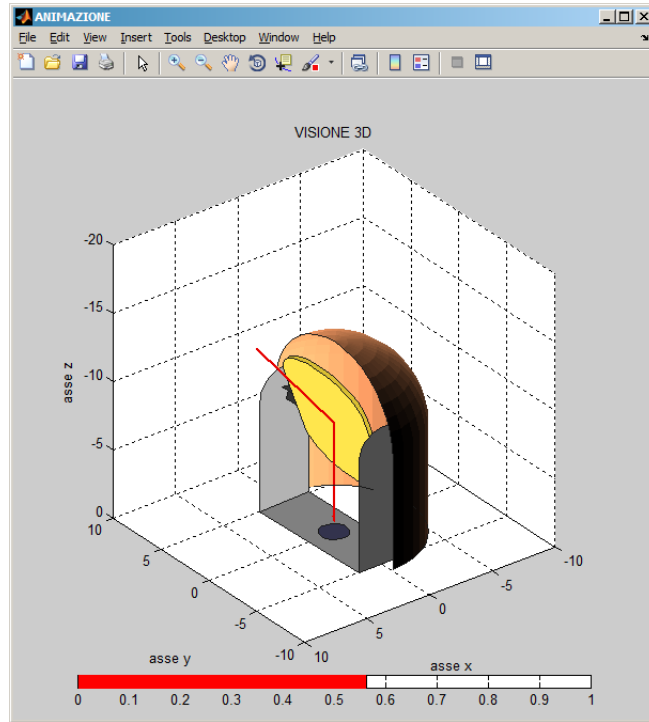 ANIMAZIONE
File Edit View Insert Tools Desktop Window Help
VISIONE 3D
-20
-15
-10
-5
0
asse z
10
5
0
-5
-10
asse y
10
5
0
-5
-10
asse x
0 0.1 0.2 0.3 0.4 0.5 0.6 0.7 0.8 0.9 1